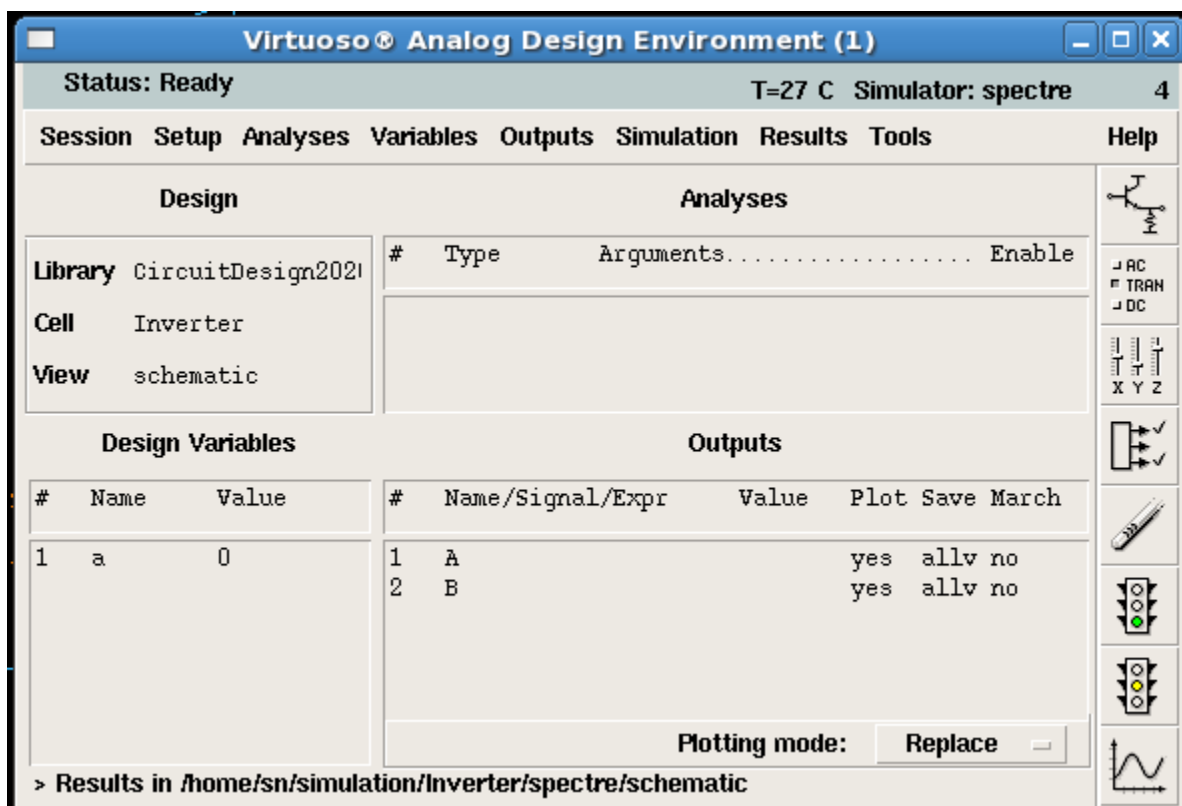 Virtuoso® Analog Design Environment (1)
Status: Ready T=27 C Simulator: spectre 4
Session Setup Analyses Variables Outputs Simulation Results Tools Help
Design
Library CircuitDesign202
Cell Inverter
View schematic
Analyses
# Type Arguments.................. Enable
Design Variables
# Name Value
1 a 0
Outputs
# Name/Signal/Expr Value Plot Save March
1 A yes allv no
2 B yes allv no
Plotting mode: Replace
> Results in /home/sn/simulation/Inverter/spectre/schematic
AC
TRAN
DC
X Y Z